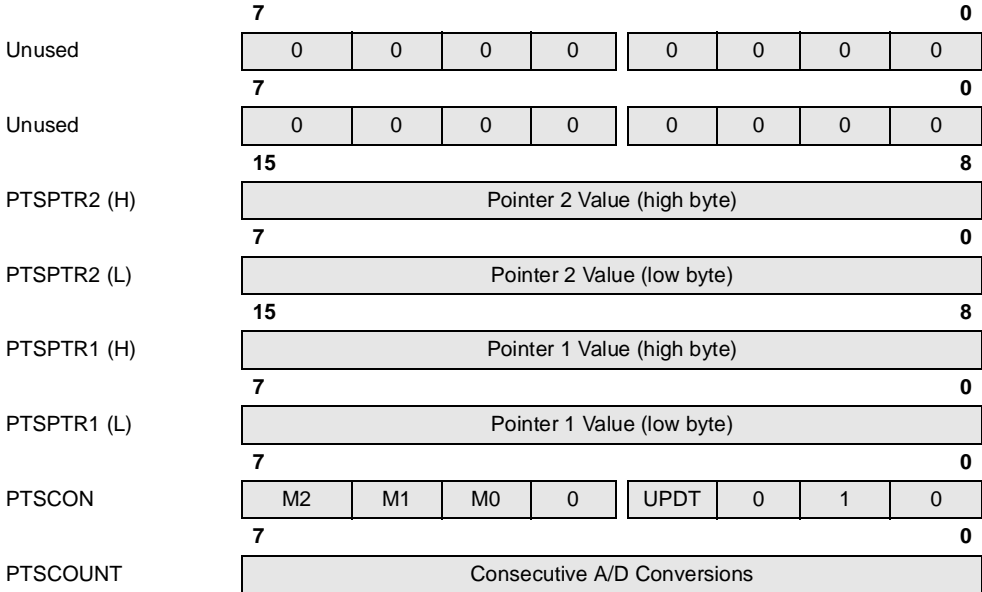 7 0
Unused 0 0 0 0 0 0 0 0
7 0
Unused 0 0 0 0 0 0 0 0
15 8
PTSPTR2 (H) Pointer 2 Value (high byte)
7 0
PTSPTR2 (L) Pointer 2 Value (low byte)
15 8
PTSPTR1 (H) Pointer 1 Value (high byte)
7 0
PTSPTR1 (L) Pointer 1 Value (low byte)
7 0
PTSCON M2 M1 M0 0 UPDT 0 1 0
7 0
PTSCOUNT Consecutive A/D Conversions